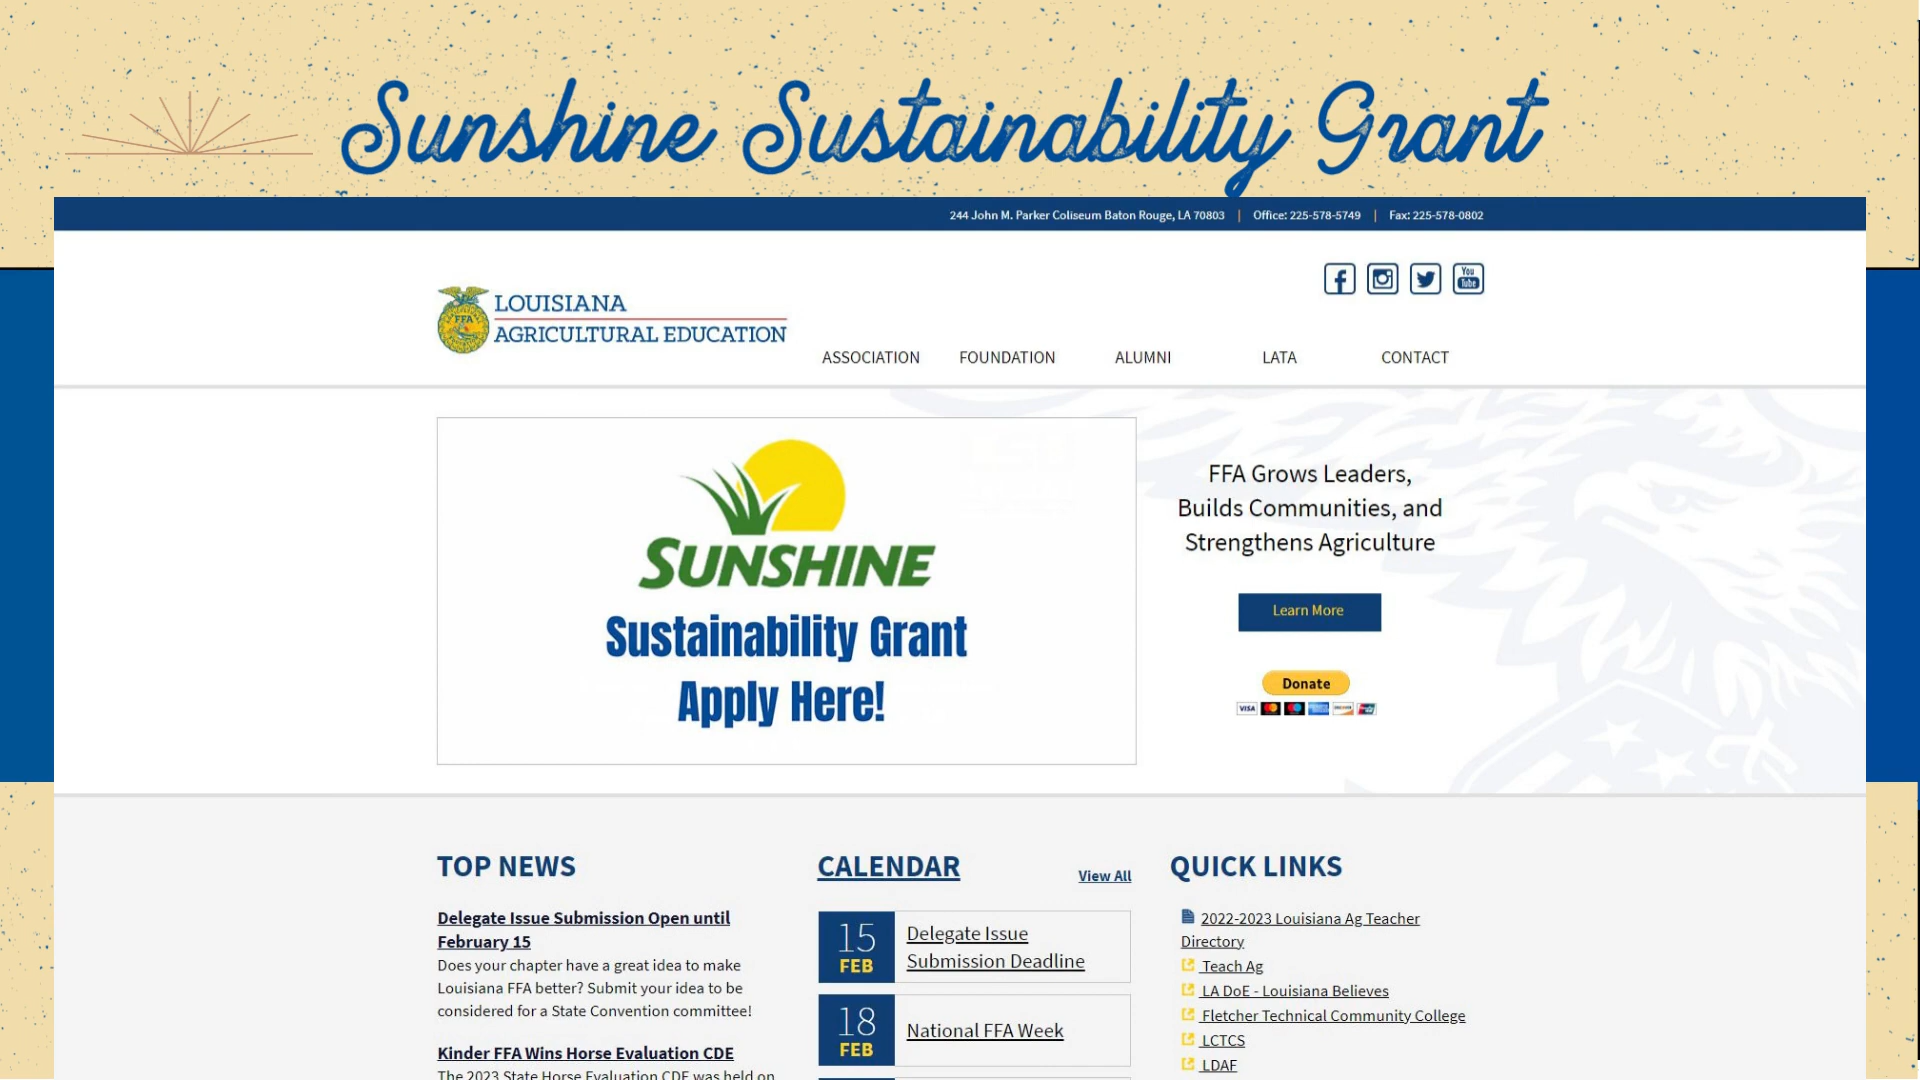 Sunshine Sustainability Grant
244 John M. Parker Coliseum Baton Rouge, LA 70803 | Office: 225-578-5749 | Fax: 225-578-0802
You
Tube
FFA
LOUISIANA
AGRICULTURAL EDUCATION
ASSOCIATION FOUNDATION ALUMNI LATA CONTACT
SUNSHINE
Sustainability Grant
Apply Here!
FFA Grows Leaders,
Builds Communities, and
Strengthens Agriculture
Learn More
Donate
VISA
TOP NEWS
Delegate Issue Submission Open until
February 15
Does your chapter have a great idea to make
Louisiana FFA better? Submit your idea to be
considered for a State Convention committee!
Kinder FFA Wins Horse Evaluation CDE
The 2023 State Horse Evaluation CDE was held on
CALENDAR
View All
15
FEB
Delegate Issue
Submission Deadline
18
FEB
National FFA Week
QUICK LINKS
2022-2023 Louisiana Ag Teacher
Directory
Teach Ag
LA DoE - Louisiana Believes
Fletcher Technical Community College
LCTCS
LDAF